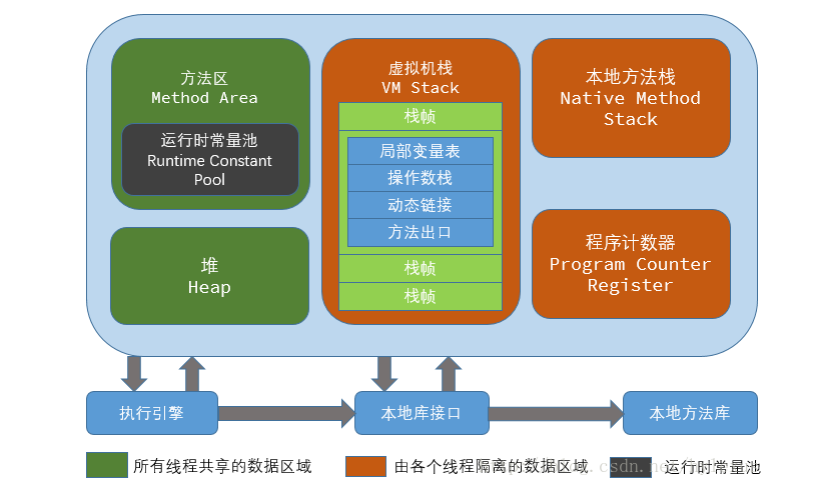 方法区
Method Area
运行时常量池
Runtime Constant
Pool
堆
Heap
虚拟机栈
VM Stack
栈帧
局部变量表
操作数栈
动态链接
方法出口
栈帧
栈帧
本地方法栈
Native Method
Stack
程序计数器
Program Counter
Register
执行引擎
本地库接口
本地方法库
所有线程共享的数据区域
由各个线程隔离的数据区域
运行时常量池